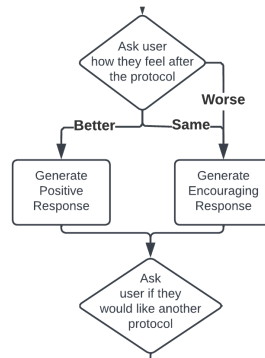 Ask user
how they feel after
the protocol
Worse
Better
Same
Generate
Positive
Response
Generate
Encouraging
Response
Ask
user if they
would like another
protocol